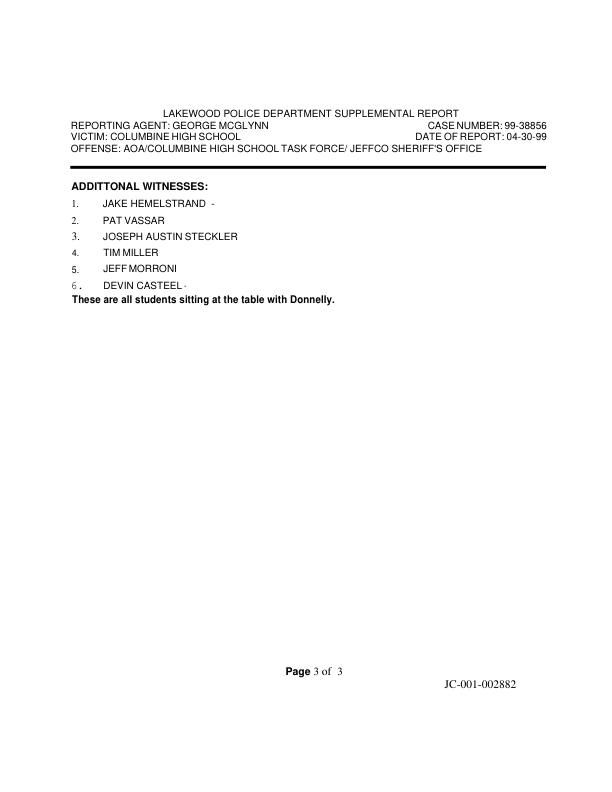 LAKEWOOD POLICE DEPARTMENT SUPPLEMENTAL REPORT
REPORTING AGENT: GEORGE MCGLYNN CASE NUMBER: 99-38856
VICTIM: COLUMBINE HIGH SCHOOL DATE OF REPORT: 04-30-99
OFFENSE: AOA/COLUMBINE HIGH SCHOOL TASK FORCE/ JEFFCO SHERIFF'S OFFICE
ADDITTONAL WITNESSES:
1. JAKE HEMELSTRAND -
2. PAT VASSAR
3. JOSEPH AUSTIN STECKLER
4. TIM MILLER
5. JEFF MORRONI
6. DEVIN CASTEEL -
These are all students sitting at the table with Donnelly.
Page 3 of 3
JC-001-002882